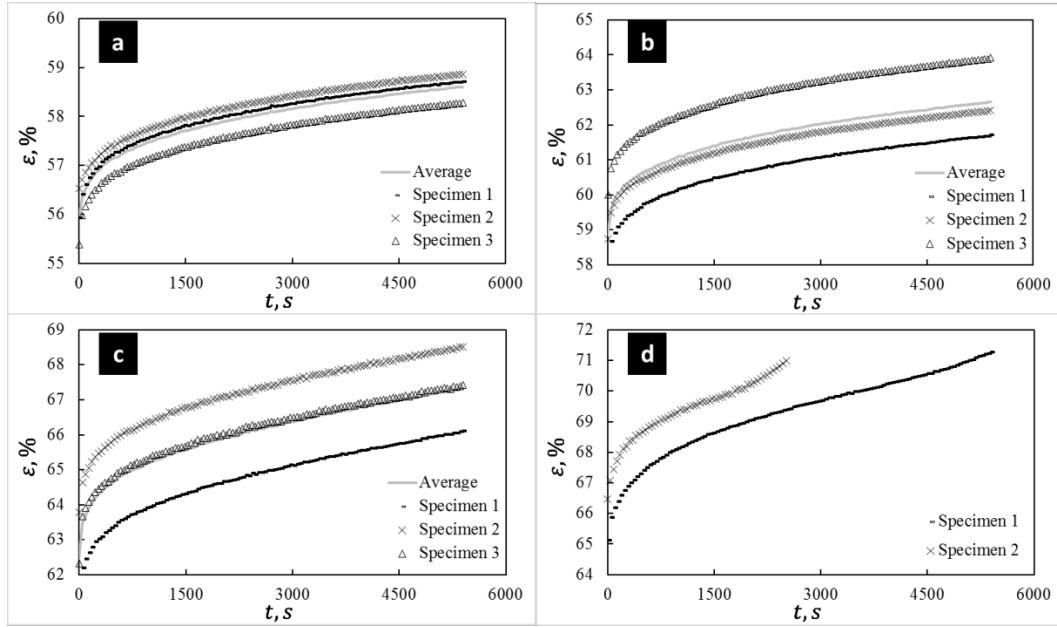 a
ε, %
60
59
58
57
56
55
0
1500
3000
4500
6000
t, s
Average
Specimen 1
Specimen 2
Specimen 3
b
ε, %
65
64
63
62
61
60
59
58
0
1500
3000
4500
6000
t, s
Average
Specimen 1
Specimen 2
Specimen 3
c
ε, %
69
68
67
66
65
64
63
62
0
1500
3000
4500
6000
t, s
Average
Specimen 1
Specimen 2
Specimen 3
d
ε, %
72
71
70
69
68
67
66
65
64
0
1500
3000
4500
6000
t, s
Specimen 1
Specimen 2